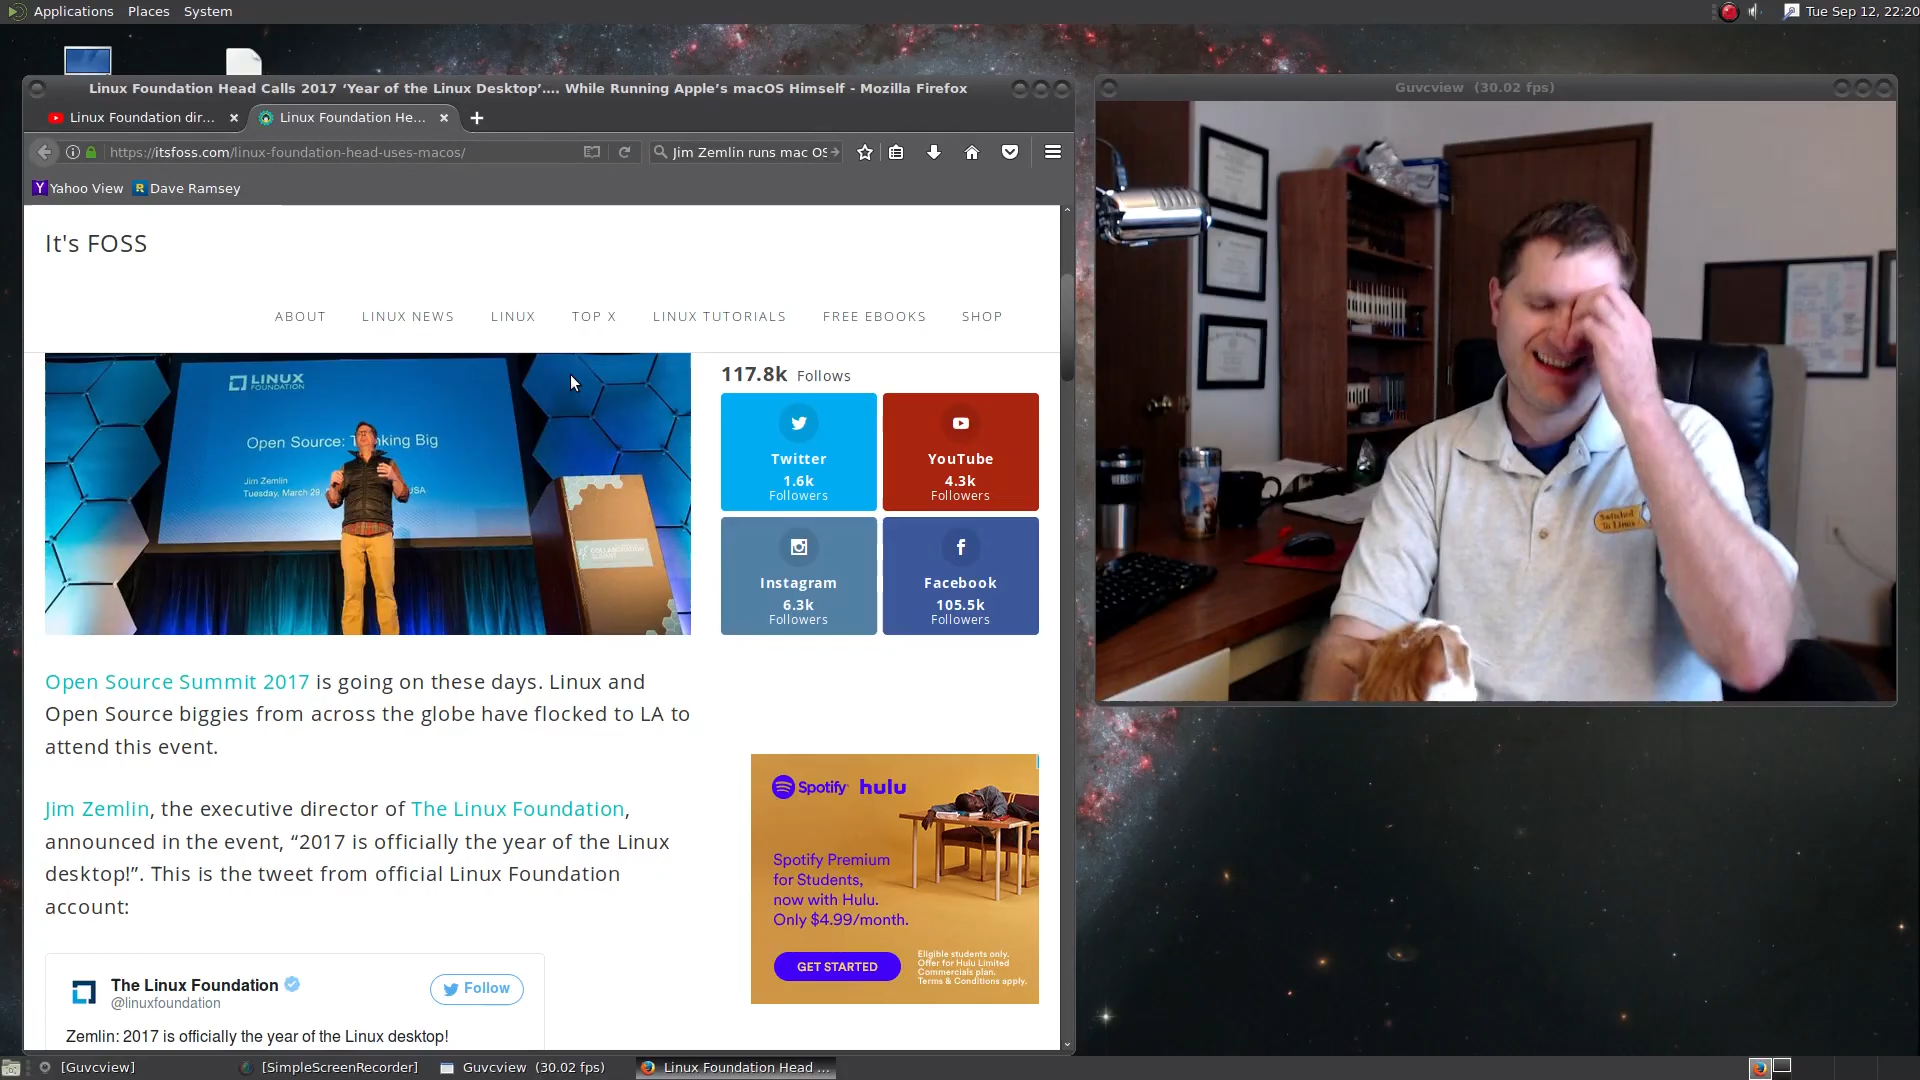 Applications Places System
Tue Sep 12, 22:20
Linux Foundation Head Calls 2017 ‘Year of the Linux Desktop’…. While Running Apple’s macOS Himself - Mozilla Firefox
Linux Foundation dir...
Linux Foundation He...
https://itsfoss.com/linux-foundation-head-uses-macos/
Jim Zemlin runs mac OS
Yahoo View
Dave Ramsey
It's FOSS
ABOUT LINUX NEWS LINUX TOP X LINUX TUTORIALS FREE EBOOKS SHOP
LINUX
FOUNDATION
Open Source: T king Big
Jim Zemlin
Tuesday, March 29,
USA
117.8k Follows
Twitter
1.6k
Followers
YouTube
4.3k
Followers
Instagram
6.3k
Followers
Facebook
105.5k
Followers
Open Source Summit 2017 is going on these days. Linux and
Open Source biggies from across the globe have flocked to LA to
attend this event.
Jim Zemlin, the executive director of The Linux Foundation,
announced in the event, “2017 is officially the year of the Linux
desktop!”. This is the tweet from official Linux Foundation
account:
The Linux Foundation
@linuxfoundation
Follow
Zemlin: 2017 is officially the year of the Linux desktop!
Spotify hulu
Spotify Premium
for Students,
now with Hulu.
Only $4.99/month.
GET STARTED
Eligible students only.
Offer for Hulu Limited
Commercials plan.
Terms & Conditions apply.
Guvcview (30.02 fps)
Switched
To Linux
[Guvcview]
[SimpleScreenRecorder]
Guvcview (30.02 fps)
Linux Foundation Head ...